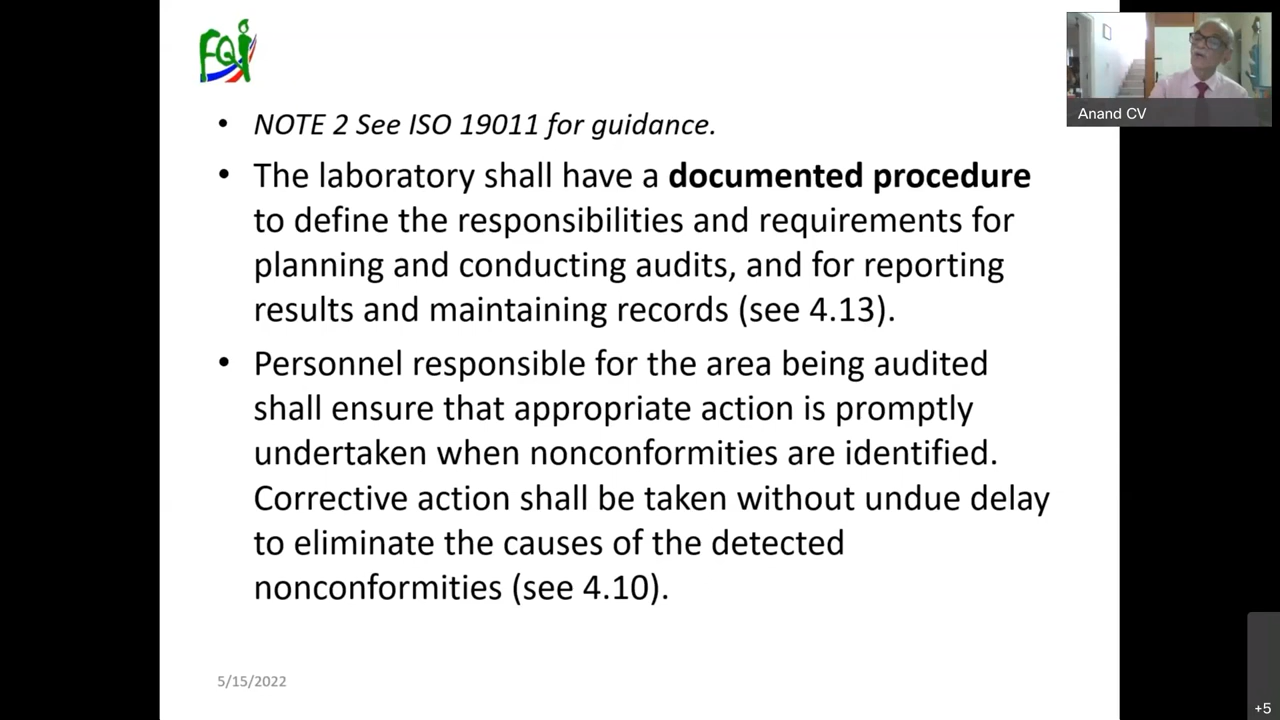 FQI
• NOTE 2 See ISO 19011 for guidance.
• The laboratory shall have a documented procedure
to define the responsibilities and requirements for
planning and conducting audits, and for reporting
results and maintaining records (see 4.13).
• Personnel responsible for the area being audited
shall ensure that appropriate action is promptly
undertaken when nonconformities are identified.
Corrective action shall be taken without undue delay
to eliminate the causes of the detected
nonconformities (see 4.10).
5/15/2022
Anand CV
+5